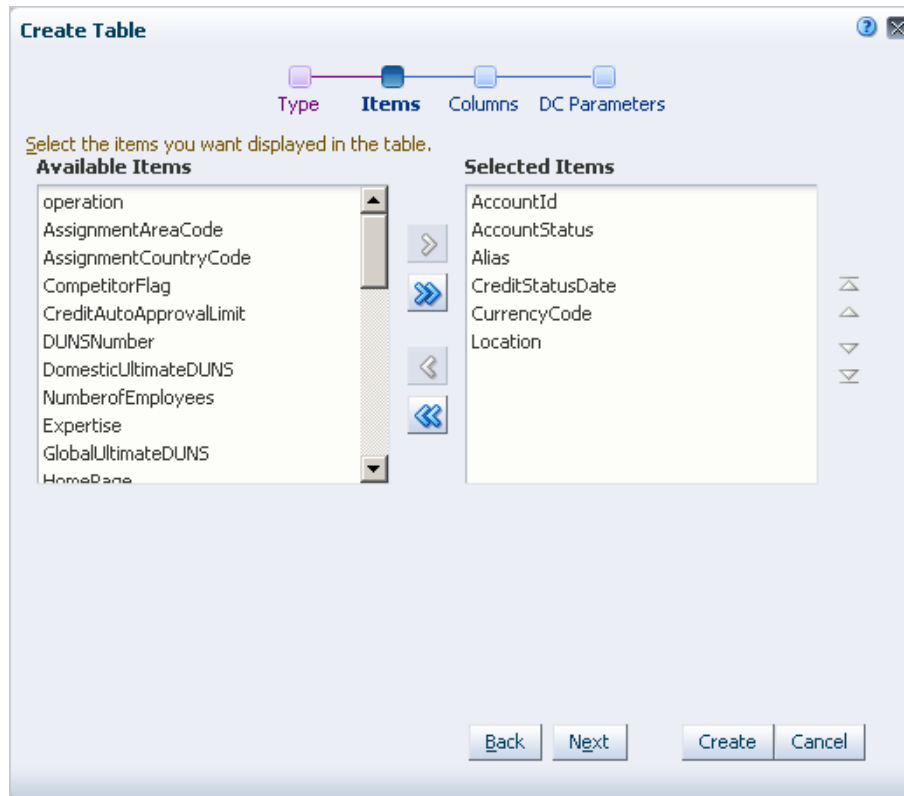 Create Table
Type Items Columns DC Parameters
Select the items you want displayed in the table.
Available Items
operation
AssignmentAreaCode
AssignmentCountryCode
CompetitorFlag
CreditAutoApprovalLimit
DUNSNumber
DomesticUltimateDUNS
NumberofEmployees
Expertise
GlobalUltimateDUNS
HomePage
Selected Items
AccountId
AccountStatus
Alias
CreditStatusDate
CurrencyCode
Location
Back Next Create Cancel